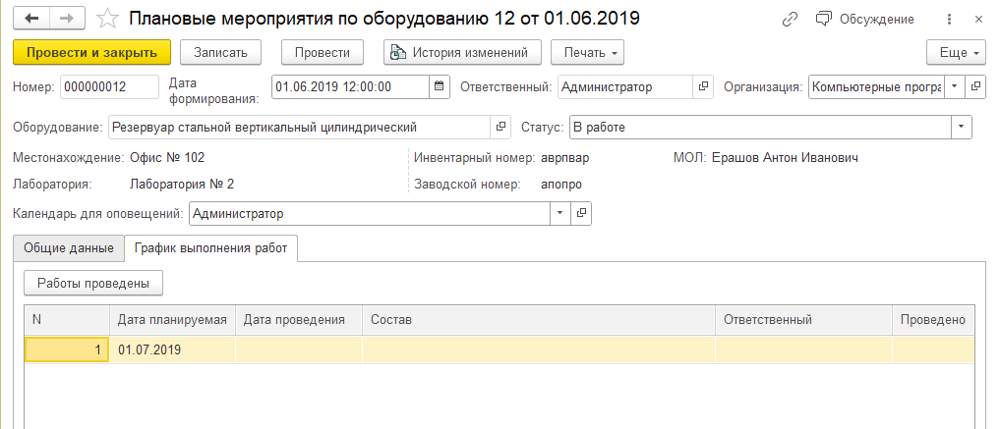 Плановые мероприятия по оборудованию 12 от 01.06.2019 Обсуждение
Провести и закрыть Записать Провести История изменений Печать Еще
Номер: 000000012 Дата формирования: 01.06.2019 12:00:00 Ответственный: Администратор Организация: Компьютерные програ
Оборудование: Резервуар стальной вертикальный цилиндрический Статус: В работе
Местонахождение: Офис № 102 Инвентарный номер: аврпвар МОЛ: Ерашов Антон Иванович
Лаборатория: Лаборатория № 2 Заводской номер: апопро
Календарь для оповещений: Администратор
Общие данные График выполнения работ
Работы проведены
N Дата планируемая Дата проведения Состав Ответственный Проведено
1 01.07.2019